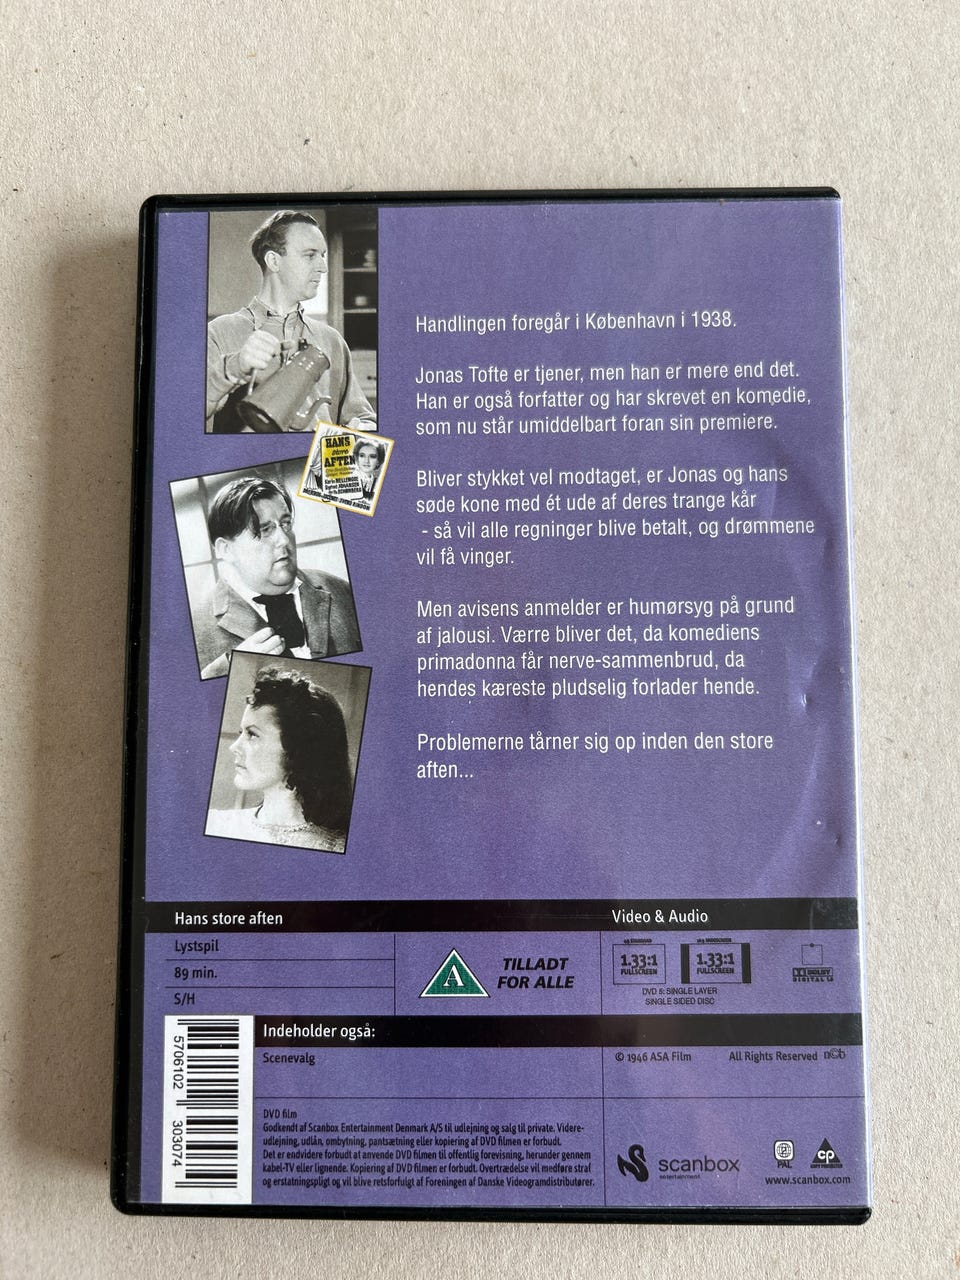 Handlingen foregår i København i 1938.
Jonas Tofte er tjener, men han er mere end det.
Han er også forfatter og har skrevet en komedie,
som nu står umiddelbart foran sin premiere.
Bliver stykket vel modtaget, er Jonas og hans
søde kone med ét ude af deres trange kår
- så vil alle regninger blive betalt, og drømmene
vil få vinger.
Men avisens anmelder er humørsyg på grund
af jalousi. Værre bliver det, da komediens
primadonna får nerve-sammenbrud, da
hendes kæreste pludselig forlader hende.
Problemerne tårner sig op inden den store
aften...
HANS
store
AFTEN
Hans store aften
Lystspil
89 min.
S/H
A
TILLADT
FOR ALLE
Video & Audio
1.33:1
FULLSCREEN
1.33:1
FULLSCREEN
DVD 5: SINGLE LAYER
SINGLE SIDED DISC
DOLBY
DIGITAL
Indeholder også:
Scenevalg
© 1946 ASA Film
All Rights Reserved
ncb
5706102 303074
DVD film
Godkendt af Scanbox Entertainment Denmark A/S til udlejning og salg til private. Videre-
udlejning, udlån, ombytning, pantsætning eller kopiering af DVD filmen er forbudt.
Det er endvidere forbudt at anvende DVD filmen til offentlig forevisning, herunder gennem
kabel-TV eller lignende. Kopiering af DVD filmen er forbudt. Overtrædelse vil medføre straf
og erstatningspligt og vil blive retsforfulgt af Foreningen af Danske Videogramdistributører.
scanbox
entertainment
PAL
cp
COPY PROTECTED
www.scanbox.com